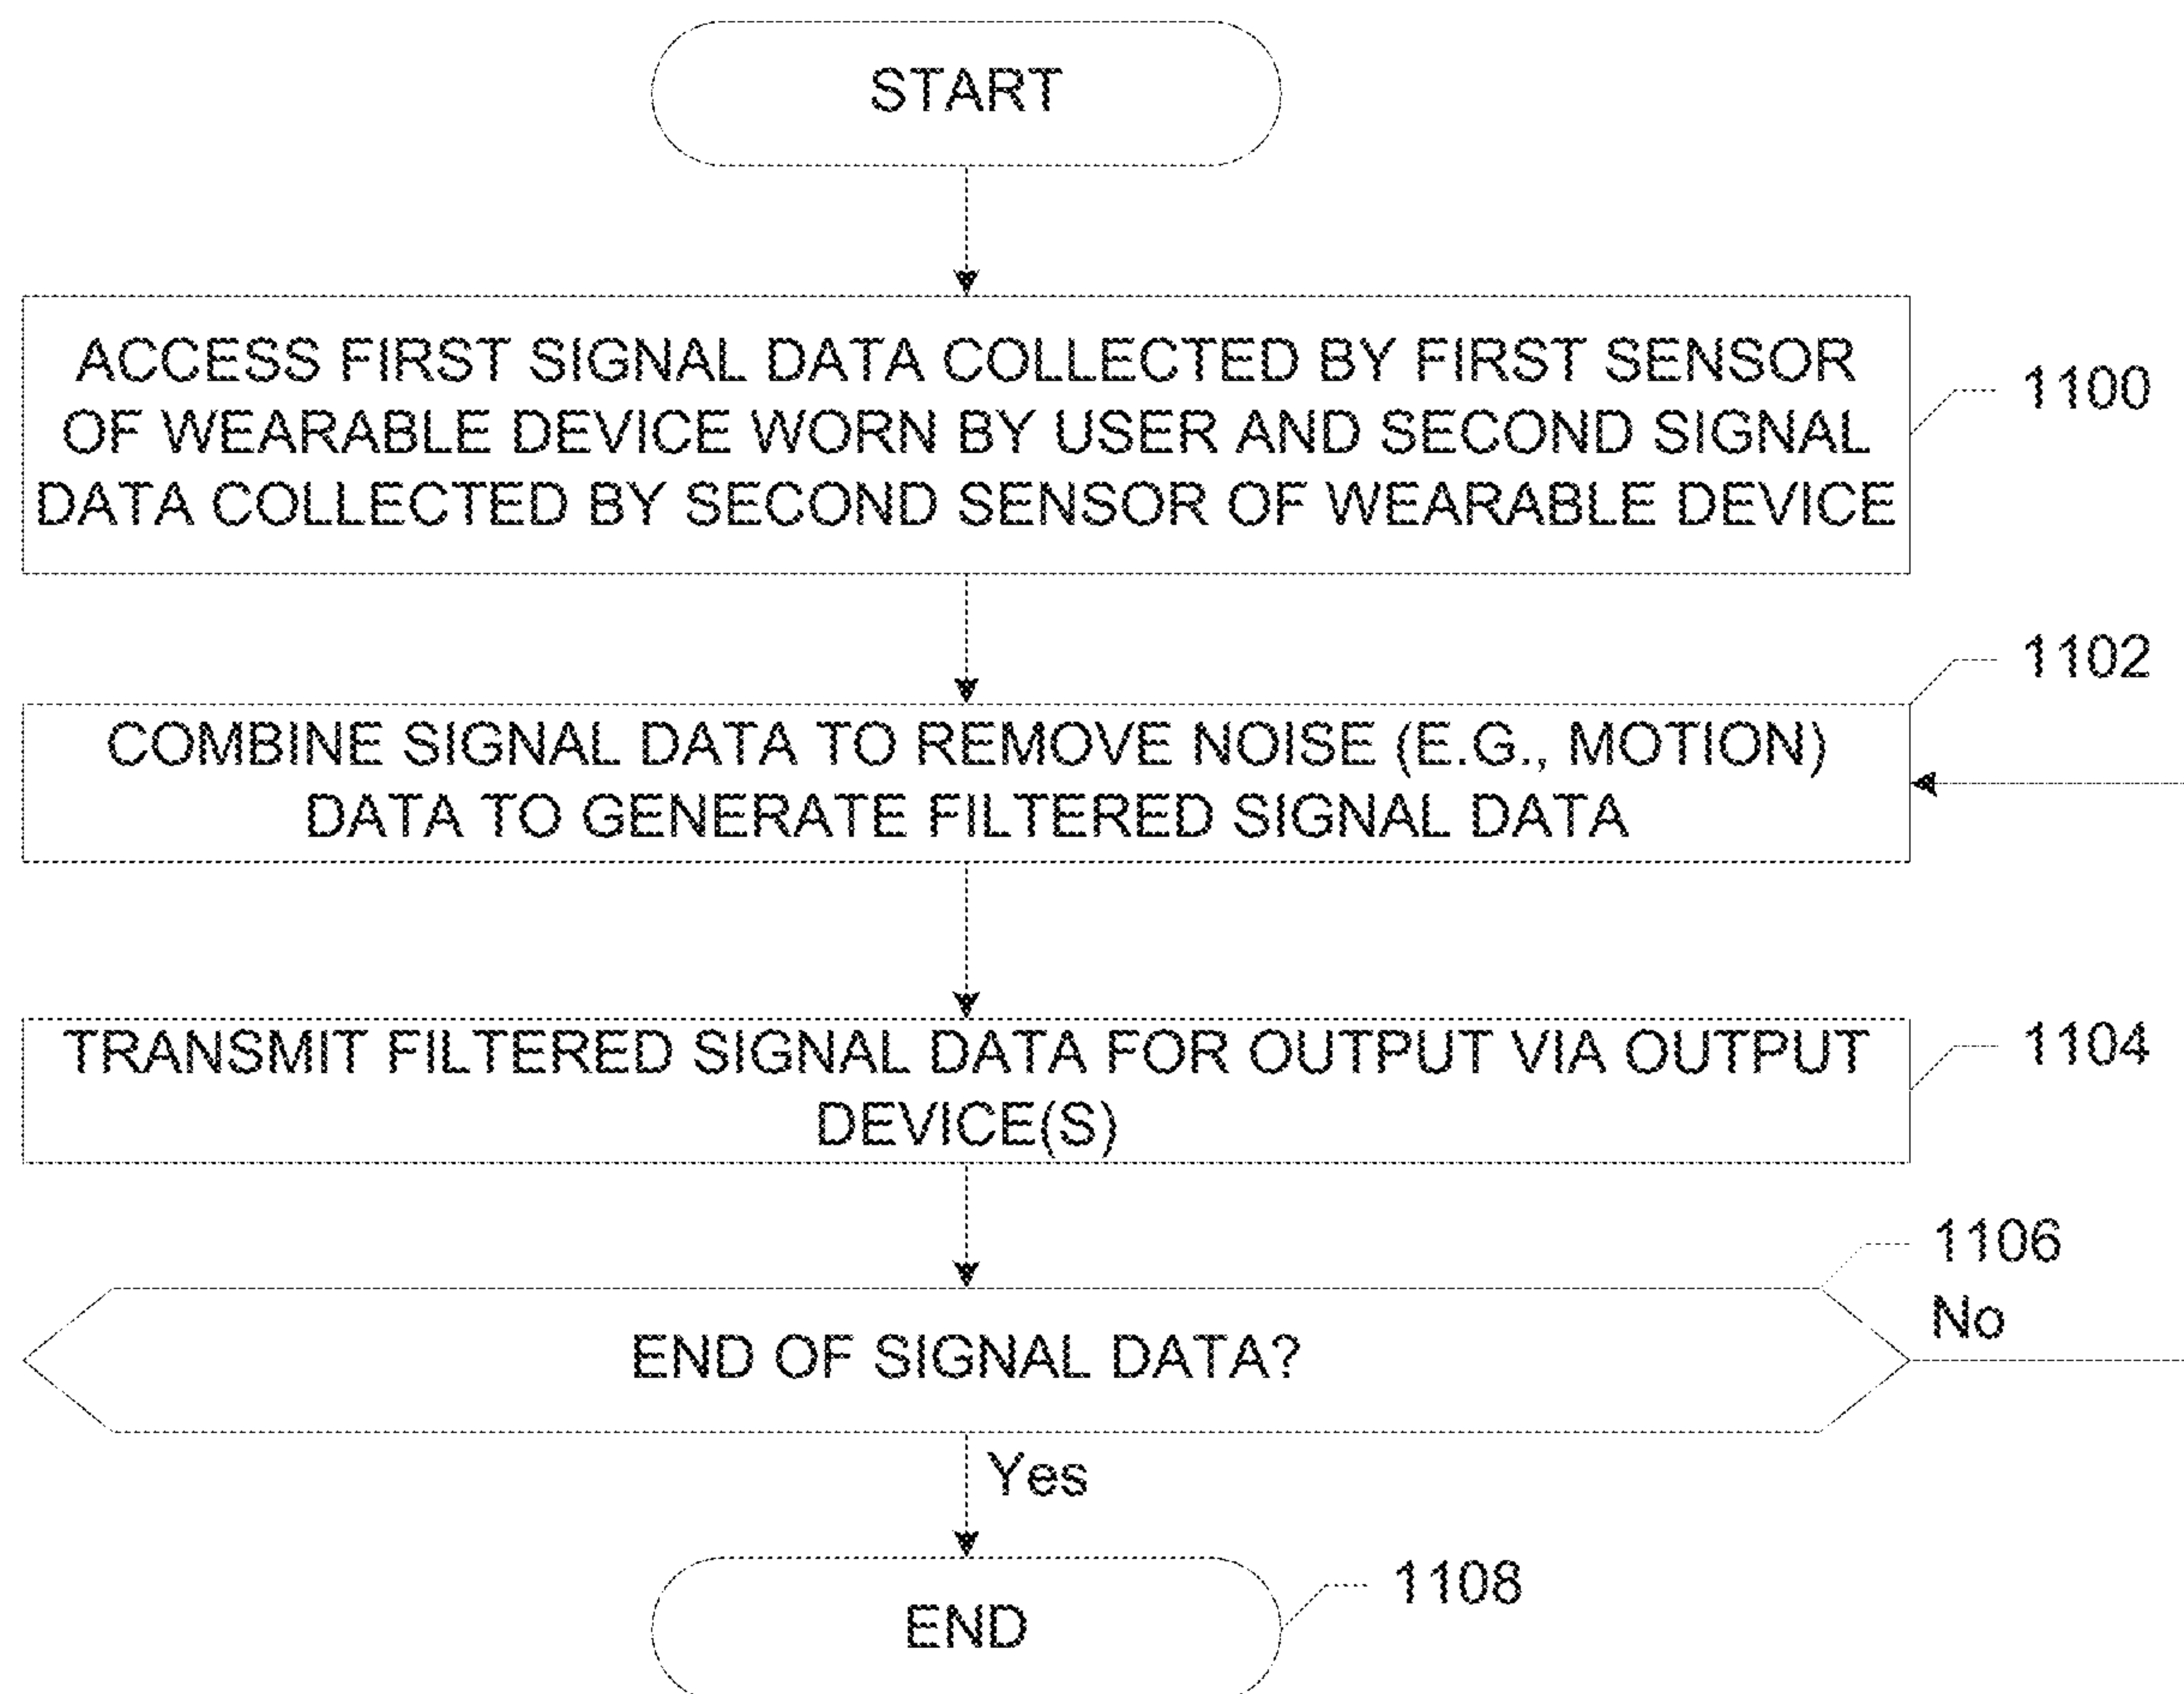 START
ACCESS FIRST SIGNAL DATA COLLECTED BY FIRST SENSOR
OF WEARABLE DEVICE WORN BY USER AND SECOND SIGNAL
DATA COLLECTED BY SECOND SENSOR OF WEARABLE DEVICE
1100
1102
COMBINE SIGNAL DATA TO REMOVE NOISE (E.G., MOTION)
DATA TO GENERATE FILTERED SIGNAL DATA
TRANSMIT FILTERED SIGNAL DATA FOR OUTPUT VIA OUTPUT
DEVICE(S)
1104
1106
END OF SIGNAL DATA?
No
Yes
END
1108